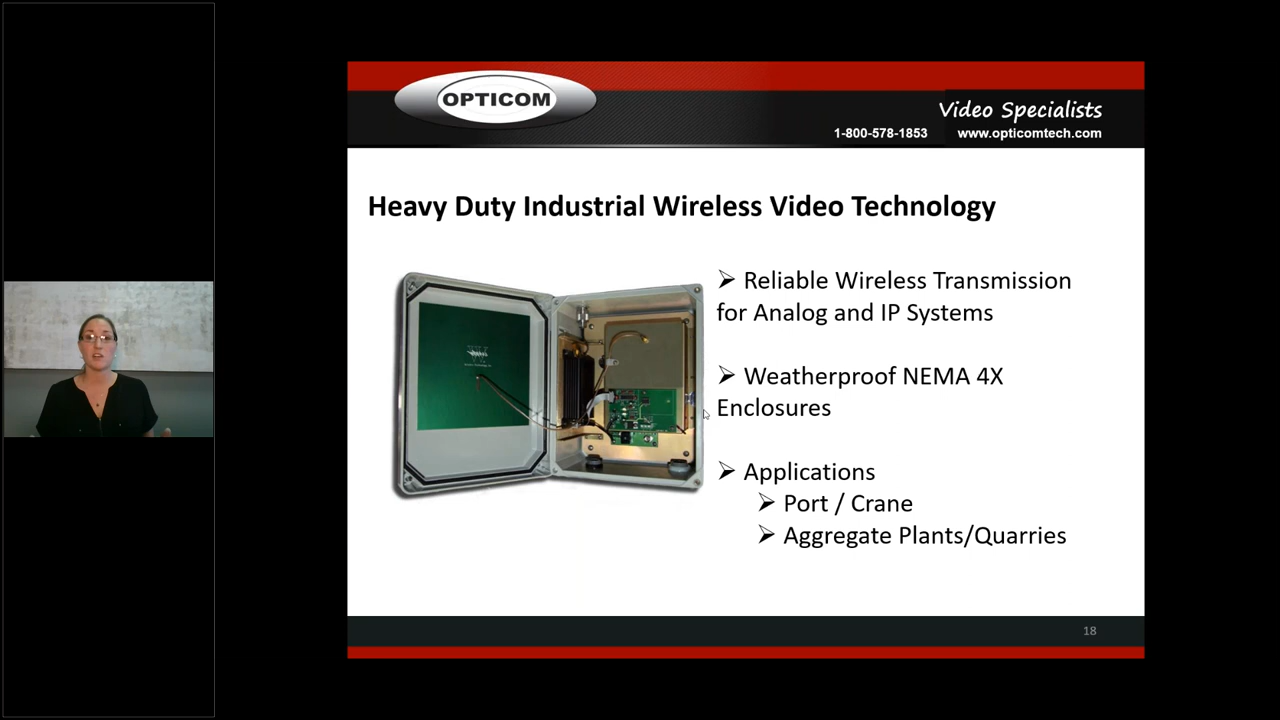 OPTICOM
Video Specialists
1-800-578-1853 www.opticomtech.com
Heavy Duty Industrial Wireless Video Technology
➢ Reliable Wireless Transmission
for Analog and IP Systems
➢ Weatherproof NEMA 4X
Enclosures
➢ Applications
➢ Port / Crane
➢ Aggregate Plants/Quarries
18